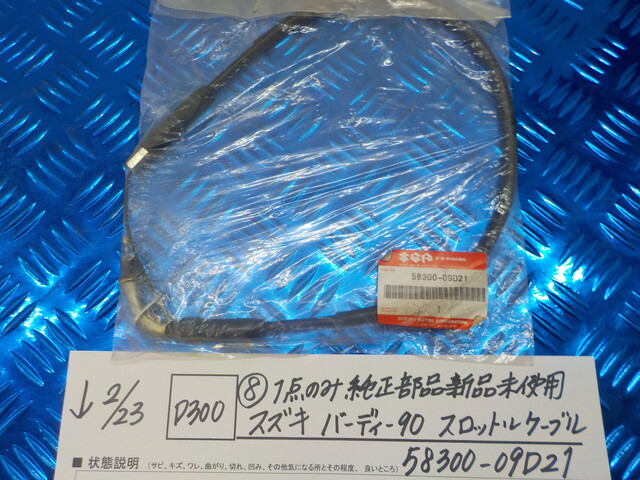 58300-09D21
1
↓ 2/23
D300
⑧ 1点のみ 純正部品新品未使用
スズキ バーディー90 スロットルケーブル
58300-09D21
■ 状態説明 (サビ、キズ、ワレ、曲がり、切れ、凹み、その他気になる所とその程度、良いところ)